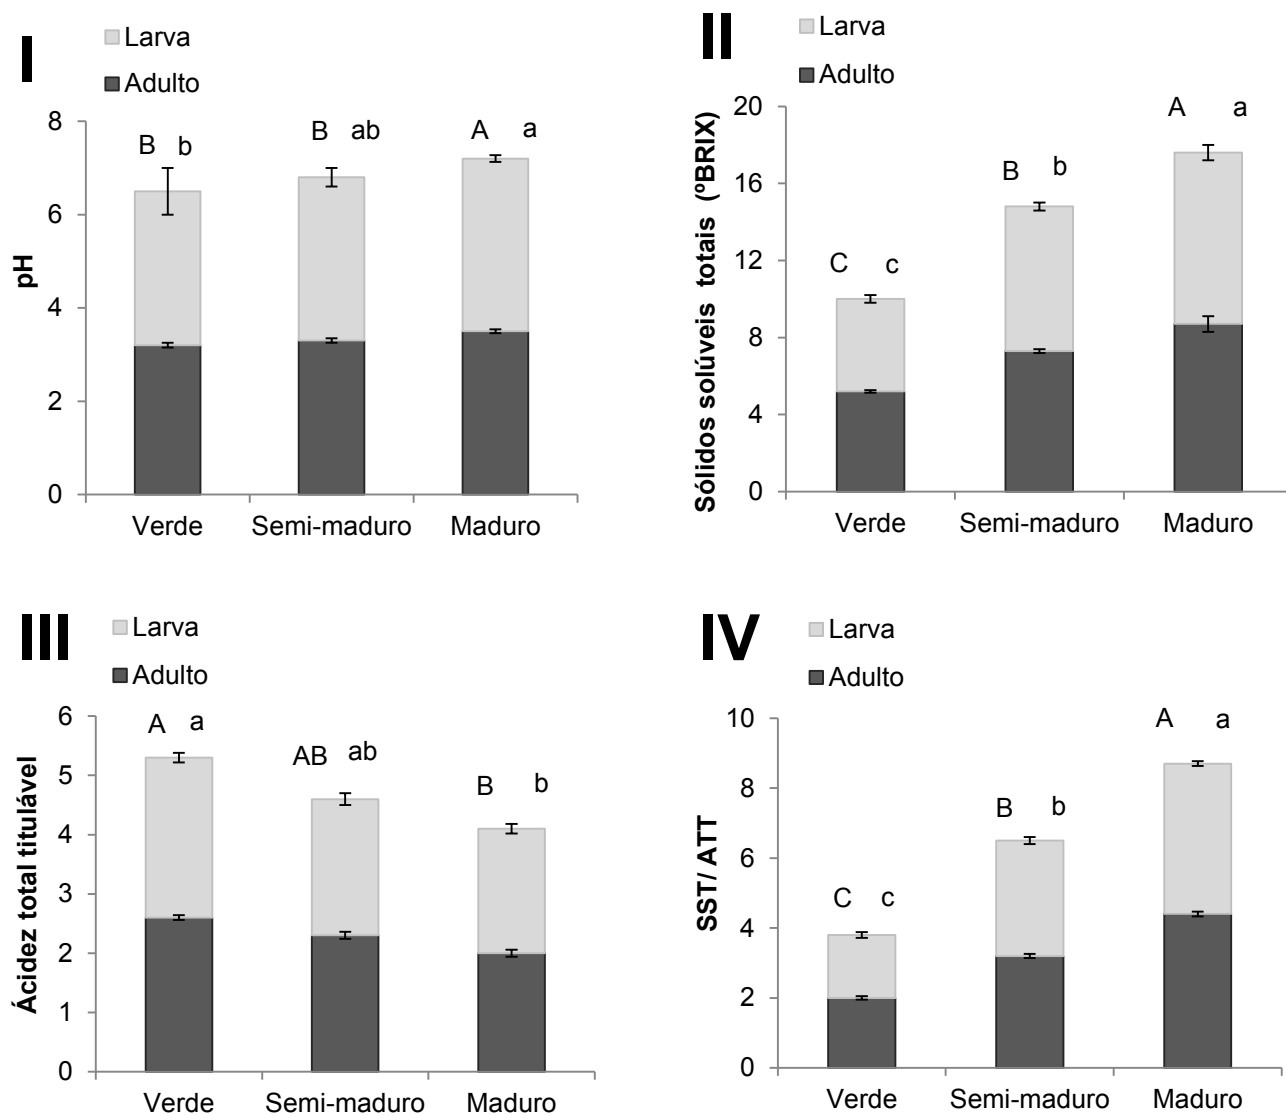 I
Larva
Adulto
pH
8
6
4
2
0
B b
B ab
A a
Verde Semi-maduro Maduro
II
Larva
Adulto
Sólidos solúveis totais (ºBRIX)
20
16
12
8
4
0
C c
B b
A a
Verde Semi-maduro Maduro
III
Larva
Adulto
Ácidez total titulável
6
5
4
3
2
1
0
A a
AB ab
B b
Verde Semi-maduro Maduro
IV
Larva
Adulto
SST/ ATT
10
8
6
4
2
0
C c
B b
A a
Verde Semi-maduro Maduro